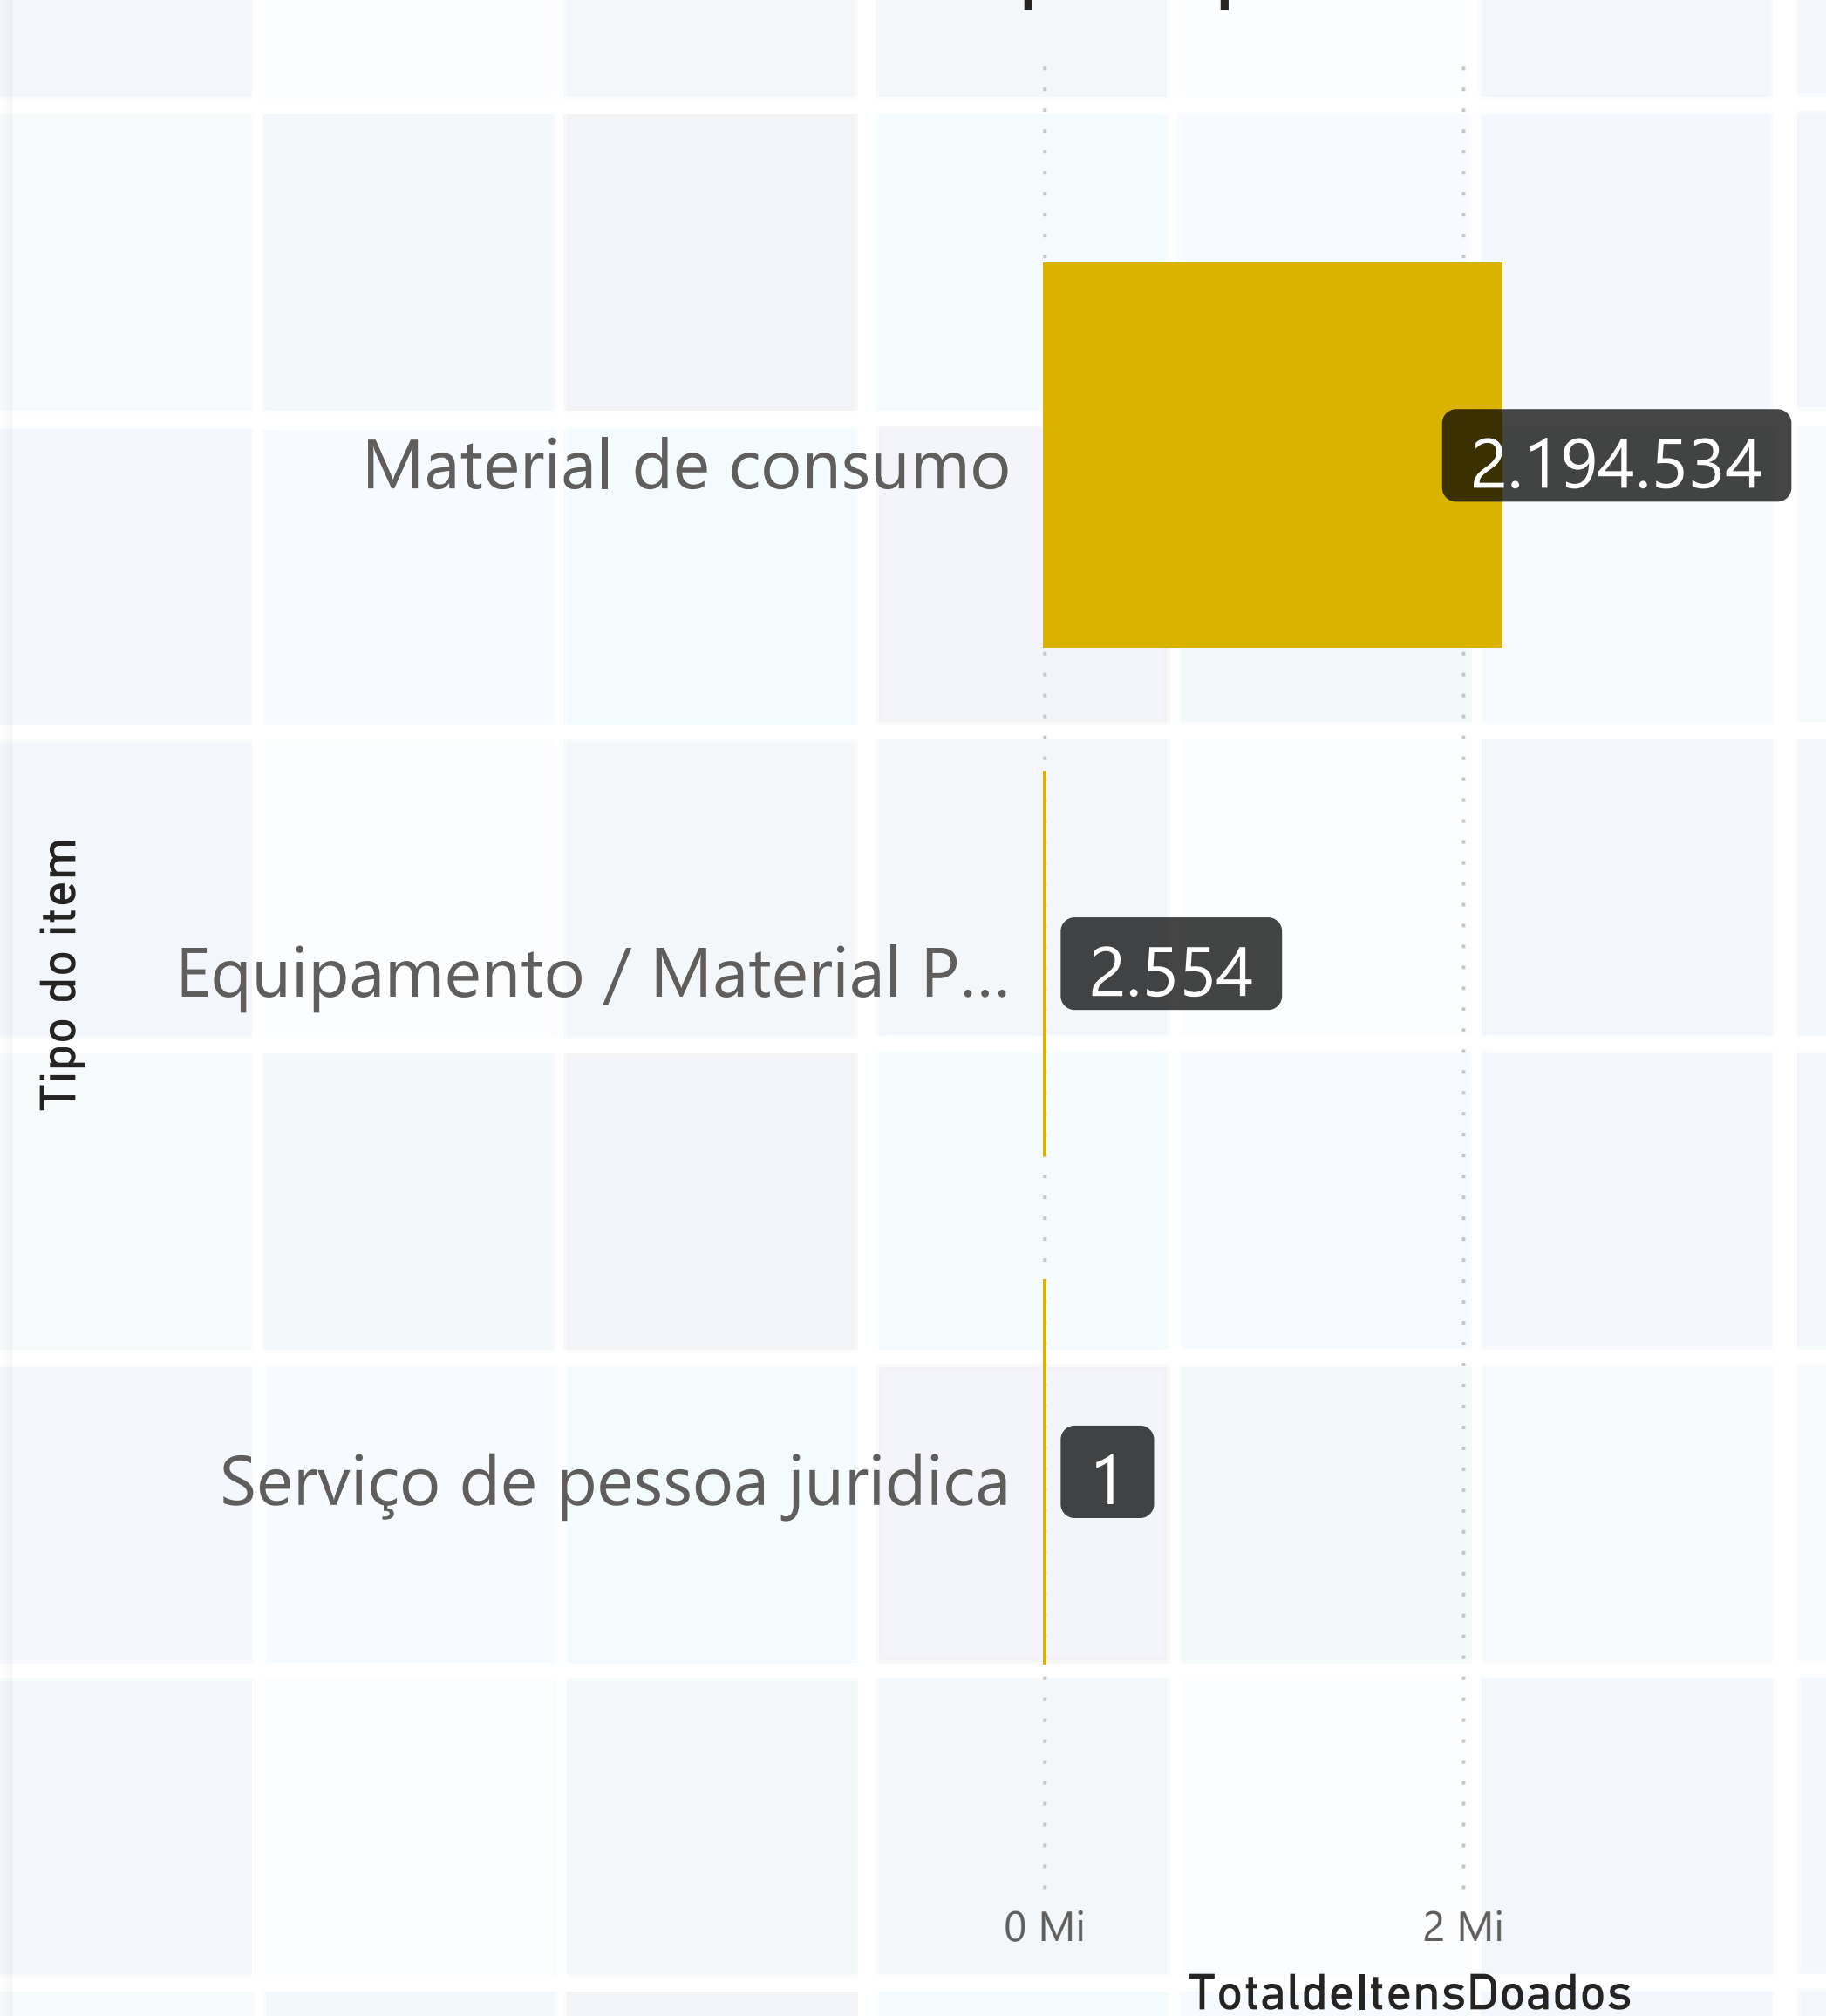 Material de consumo 2.194.534
Equipamento / Material P... 2.554
Serviço de pessoa juridica 1
Tipo do item
0 Mi 2 Mi
TotaldeItensDoados